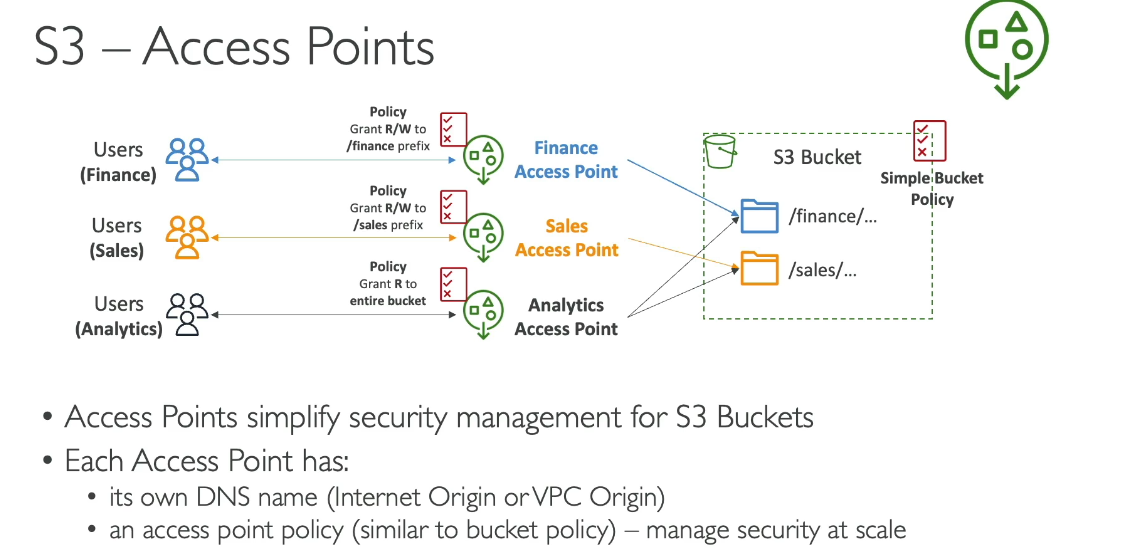 S3 – Access Points
Policy
Grant R/W to
/finance prefix
Users
(Finance)
Finance
Access Point
S3 Bucket
Simple Bucket
Policy
/finance/...
Policy
Grant R/W to
/sales prefix
Users
(Sales)
Sales
Access Point
/sales/...
Policy
Grant R to
entire bucket
Users
(Analytics)
Analytics
Access Point
• Access Points simplify security management for S3 Buckets
• Each Access Point has:
• its own DNS name (Internet Origin or VPC Origin)
• an access point policy (similar to bucket policy) – manage security at scale